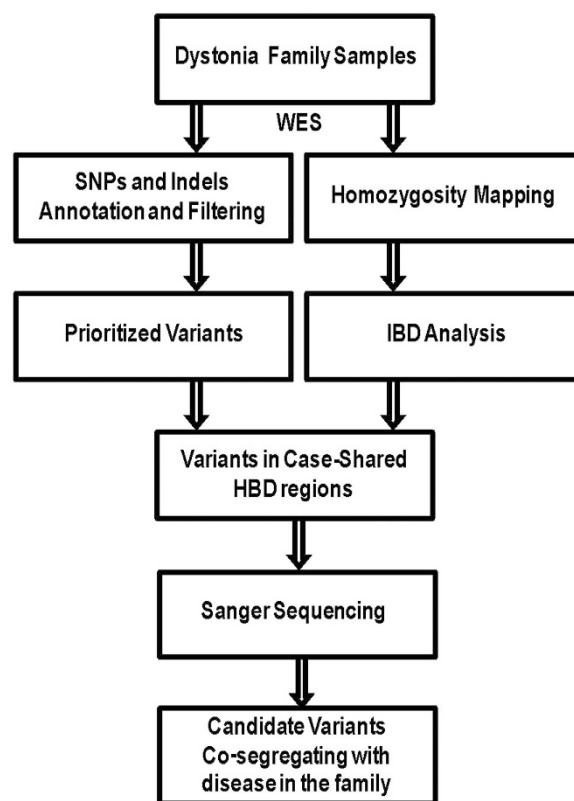 Dystonia Family Samples
WES
SNPs and Indels
Annotation and Filtering
Homozygosity Mapping
Prioritized Variants
IBD Analysis
Variants in Case-Shared
HBD regions
Sanger Sequencing
Candidate Variants
Co-segregating with
disease in the family